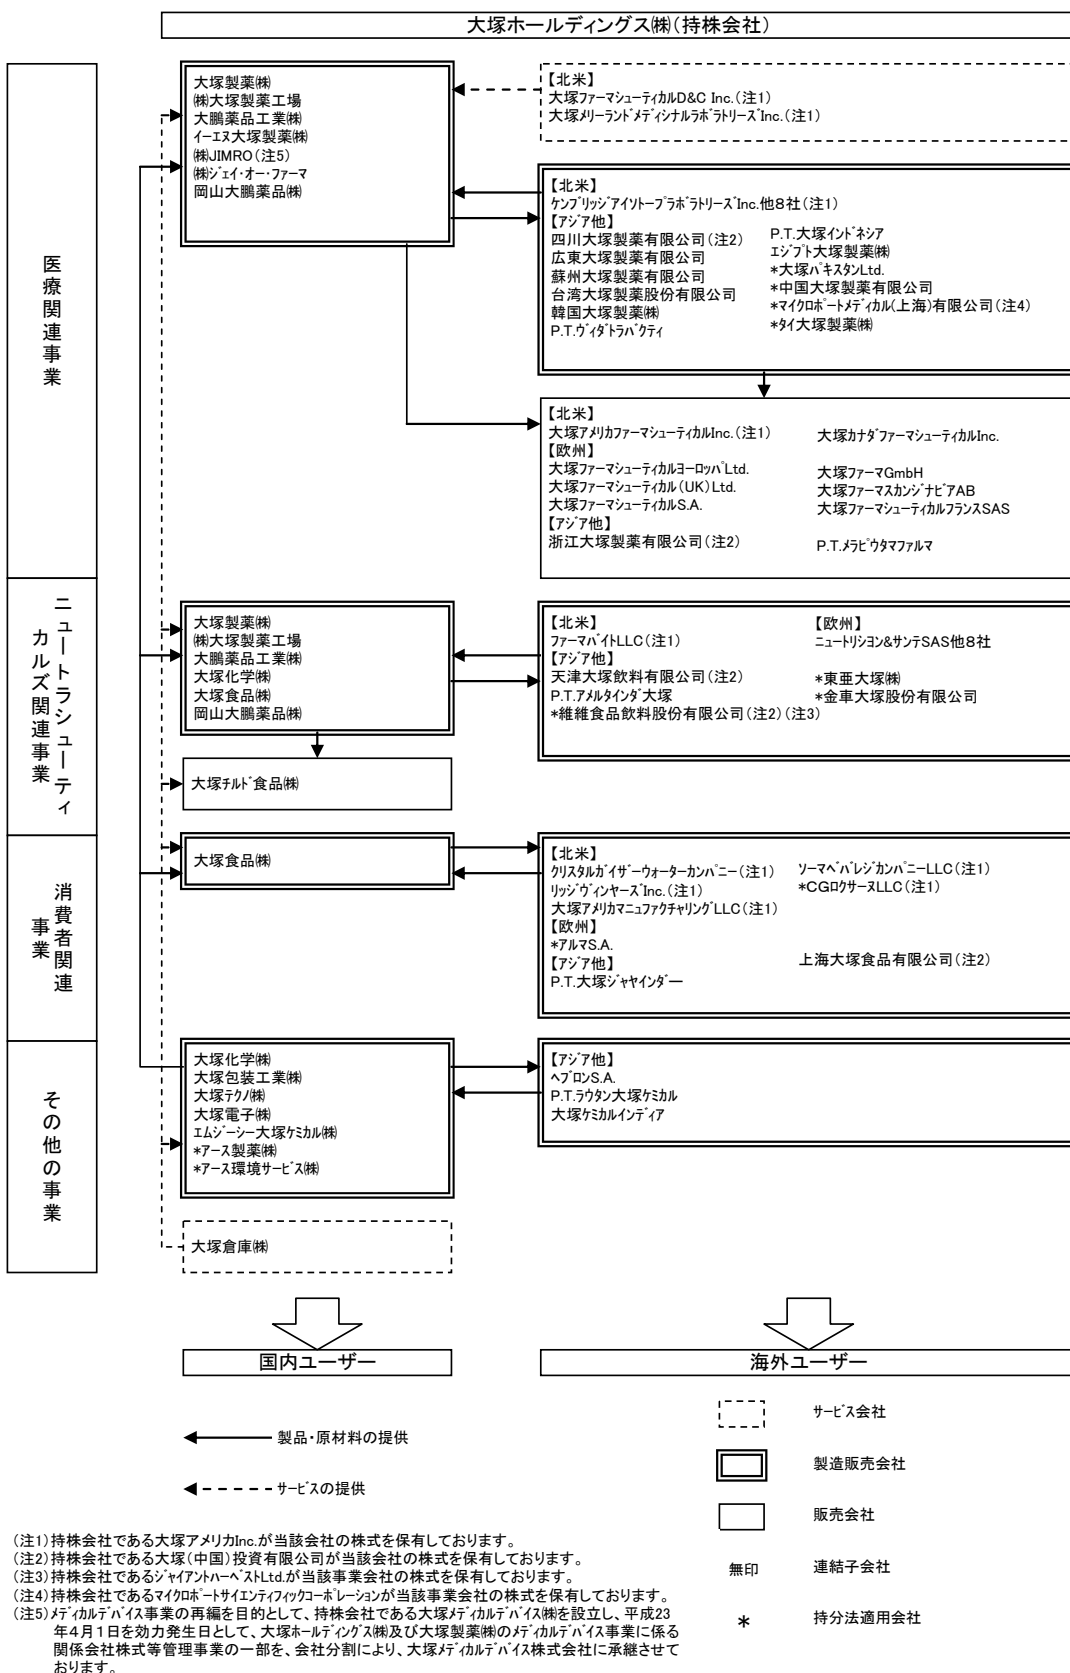 大塚ホールディングス㈱(持株会社)
医療関連事業
大塚製薬㈱
㈱大塚製薬工場
大鵬薬品工業㈱
イーエヌ大塚製薬㈱
㈱JIMRO(注5)
㈱ジェイ・オー・ファーマ
岡山大鵬薬品㈱
【北米】
大塚ファーマシューティカルD&C Inc.(注1)
大塚メリーランドメディシナルラボラトリーズInc.(注1)
【北米】
ケンブリッジアイソトープラボラトリーズInc.他8社(注1)
【アジア他】
四川大塚製薬有限公司(注2)
広東大塚製薬有限公司
蘇州大塚製薬有限公司
台湾大塚製薬股份有限公司
韓国大塚製薬㈱
P.T.ヴィダトラバクティ
P.T.大塚インドネシア
エジプト大塚製薬㈱
*大塚パキスタンLtd.
*中国大塚製薬有限公司
*マイクロポートメディカル(上海)有限公司(注4)
*タイ大塚製薬㈱
【北米】
大塚アメリカファーマシューティカルInc.(注1)
【欧州】
大塚ファーマシューティカルヨーロッパLtd.
大塚ファーマシューティカル(UK)Ltd.
大塚ファーマシューティカルS.A.
【アジア他】
浙江大塚製薬有限公司(注2)
大塚カナダファーマシューティカルInc.
大塚ファーマGmbH
大塚ファーマスカンジナビアAB
大塚ファーマシューティカルフランスSAS
P.T.メラピウタマファルマ
ニュートラシューティ
カルズ関連事業
大塚製薬㈱
㈱大塚製薬工場
大鵬薬品工業㈱
大塚化学㈱
大塚食品㈱
岡山大鵬薬品㈱
【北米】
ファーマバイトLLC(注1)
【アジア他】
天津大塚飲料有限公司(注2)
P.T.アメルタインダ大塚
*維維食品飲料股份有限公司(注2)(注3)
【欧州】
ニュートリション&サンテSAS他8社
*東亜大塚㈱
*金車大塚股份有限公司
大塚チルド食品㈱
消費者関連
事業
大塚食品㈱
【北米】
クリスタルガイザーウォーターカンパニー(注1)
リッジヴィンヤーズInc.(注1)
大塚アメリカマニュファクチャリングLLC(注1)
【欧州】
*アルマS.A.
【アジア他】
P.T.大塚ジャヤインダー
ソーマベバレジカンパニーLLC(注1)
*CGロクサーヌLLC(注1)
上海大塚食品有限公司(注2)
その他の事業
大塚化学㈱
大塚包装工業㈱
大塚テクノ㈱
大塚電子㈱
エムジーシー大塚ケミカル㈱
*アース製薬㈱
*アース環境サービス㈱
【アジア他】
ヘブロンS.A.
P.T.ラウタン大塚ケミカル
大塚ケミカルインディア
大塚倉庫㈱
国内ユーザー
海外ユーザー
製品・原材料の提供
サービスの提供
サービス会社
製造販売会社
販売会社
無印 連結子会社
* 持分法適用会社
(注1)持株会社である大塚アメリカInc.が当該会社の株式を保有しております。
(注2)持株会社である大塚(中国)投資有限公司が当該会社の株式を保有しております。
(注3)持株会社であるジャイアントハーベストLtd.が当該事業会社の株式を保有しております。
(注4)持株会社であるマイクロポートサイエンティフィックコーポレーションが当該事業会社の株式を保有しております。
(注5)メディカルデバイス事業の再編を目的として、持株会社である大塚メディカルデバイス㈱を設立し、平成23
年4月1日を効力発生日として、大塚ホールディングス㈱及び大塚製薬㈱のメディカルデバイス事業に係る
関係会社株式等管理事業の一部を、会社分割により、大塚メディカルデバイス株式会社に承継させて
おります。